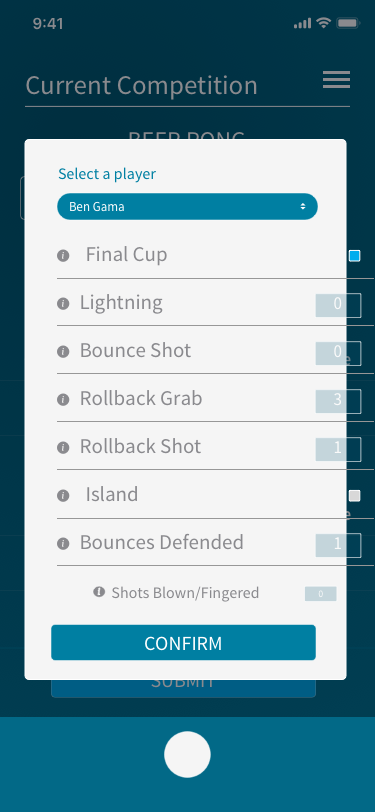 9:41
Current Competition
BEER PONG
Select a player
Ben Gama
Final Cup
Lightning 0
Bounce Shot 0
e
Rollback Grab 3
Rollback Shot 1
Island
e
Bounces Defended 1
Shots Blown/Fingered 0
CONFIRM
SUBMIT